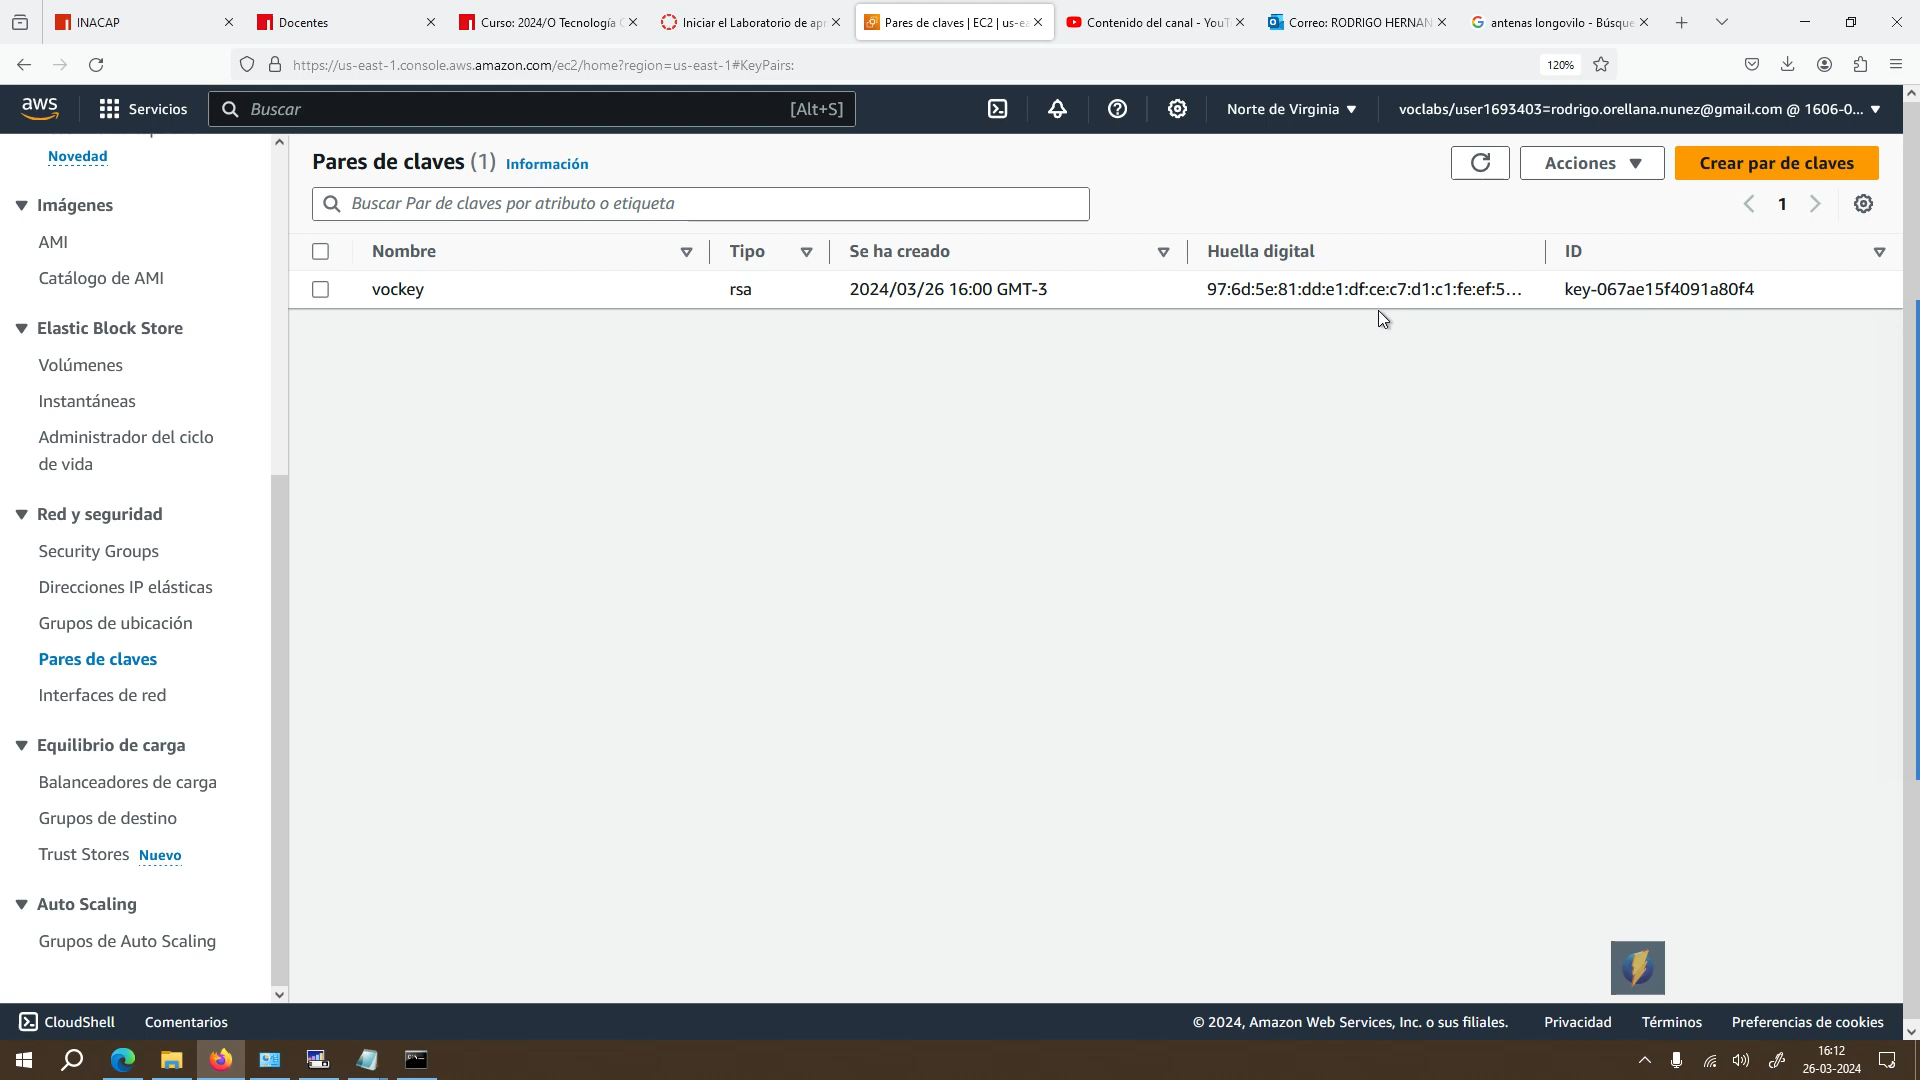 INACAP
Docentes
Curso: 2024/O Tecnología C
Iniciar el Laboratorio de ap
Pares de claves | EC2 | us-ea
Contenido del canal - YouT
Correo: RODRIGO HERNAN
antenas longovilo - Búsque
https://us-east-1.console.aws.amazon.com/ec2/home?region=us-east-1#KeyPairs:
120%
aws
Servicios
Buscar
[Alt+S]
Norte de Virginia
voclabs/user1693403=rodrigo.orellana.nunez@gmail.com @ 1606-0...
Novedad
Imágenes
AMI
Catálogo de AMI
Elastic Block Store
Volúmenes
Instantáneas
Administrador del ciclo
de vida
Red y seguridad
Security Groups
Direcciones IP elásticas
Grupos de ubicación
Pares de claves
Interfaces de red
Equilibrio de carga
Balanceadores de carga
Grupos de destino
Trust Stores Nuevo
Auto Scaling
Grupos de Auto Scaling
Pares de claves (1) Información
Acciones
Crear par de claves
Buscar Par de claves por atributo o etiqueta
1
Nombre Tipo Se ha creado Huella digital ID
vockey rsa 2024/03/26 16:00 GMT-3 97:6d:5e:81:dd:e1:df:ce:c7:d1:c1:fe:ef:5... key-067ae15f4091a80f4
CloudShell
Comentarios
© 2024, Amazon Web Services, Inc. o sus filiales.
Privacidad
Términos
Preferencias de cookies
16:12
26-03-2024